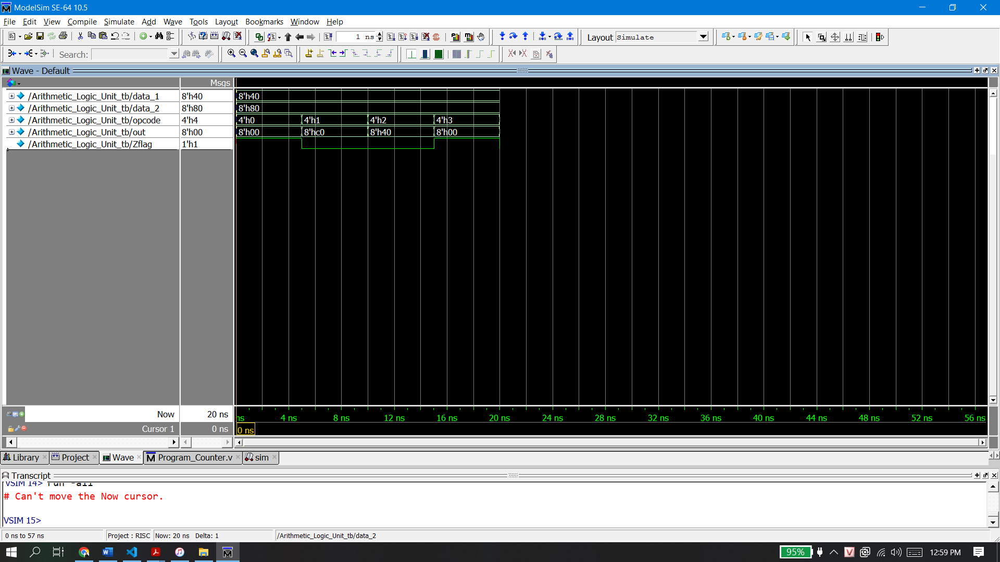 ModelSim SE-64 10.5
File Edit View Compile Simulate Add Wave Tools Layout Bookmarks Window Help
1 ns
Layout Simulate
Search:
Wave - Default
Msgs
/Arithmetic_Logic_Unit_tb/data_1 8'h40 8'h40
/Arithmetic_Logic_Unit_tb/data_2 8'h80 8'h80
/Arithmetic_Logic_Unit_tb/opcode 4'h4 4'h0 4'h1 4'h2 4'h3
/Arithmetic_Logic_Unit_tb/out 8'h00 8'h00 8'hc0 8'h40 8'h00
/Arithmetic_Logic_Unit_tb/Zflag 1'h1
Now 20 ns ns 4 ns 8 ns 12 ns 16 ns 20 ns 24 ns 28 ns 32 ns 36 ns 40 ns 44 ns 48 ns 52 ns 56 ns
Cursor 1 0 ns 0 ns
Library Project Wave Program_Counter.v sim
Transcript
VSIM 14> run -all
# Can't move the Now cursor.
VSIM 15>
0 ns to 57 ns Project : RISC Now: 20 ns Delta: 1 /Arithmetic_Logic_Unit_tb/data_2
95% 12:59 PM